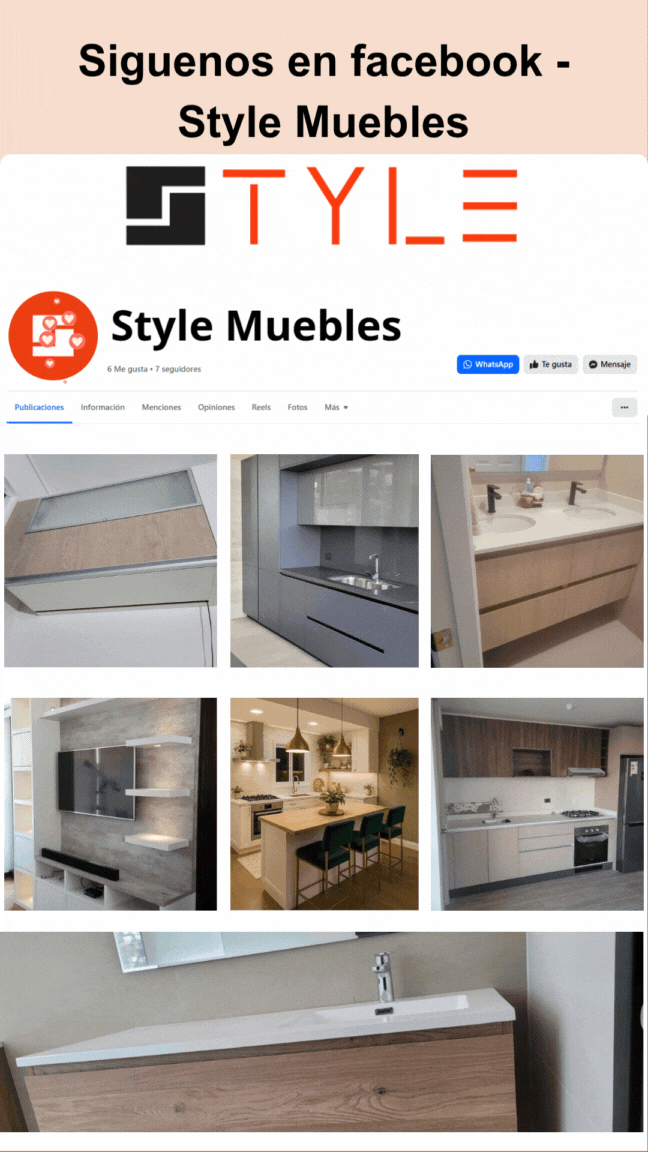 Siguenos en facebook -
Style Muebles
STYLE
Style Muebles
6 Me gusta • 7 seguidores
WhatsApp Te gusta Mensaje
Publicaciones Información Menciones Opiniones Reels Fotos Más